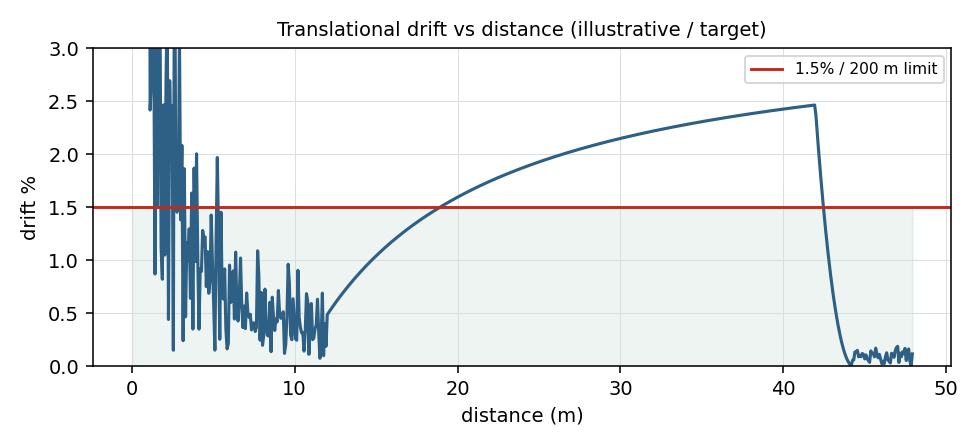 Translational drift vs distance (illustrative / target)
1.5% / 200 m limit
drift %
3.0
2.5
2.0
1.5
1.0
0.5
0.0
0 10 20 30 40 50
distance (m)